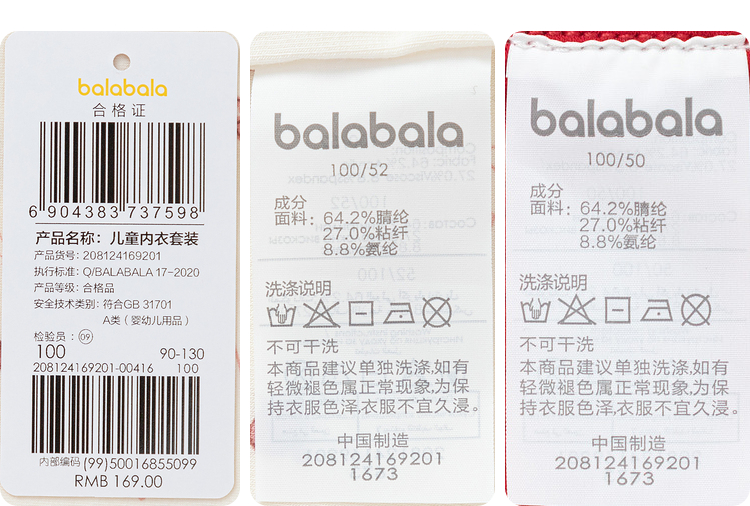 balabala
合格证
6 904383 737598
产品名称：儿童内衣套装
产品货号：208124169201
执行标准：Q/BALABALA 17-2020
产品等级：合格品
安全技术类别：符合GB 31701
A类（婴幼儿用品）
检验员：09
100 90-130
208124169201-00416 100
内部编码 (99)50016855099
RMB 169.00
balabala
100/52
成分
面料：64.2%腈纶
27.0%粘纤
8.8%氨纶
洗涤说明
不可干洗
本商品建议单独洗涤,如有
轻微褪色属正常现象,为保
持衣服色泽,衣服不宜久浸。
中国制造
208124169201
1673
balabala
100/50
成分
面料：64.2%腈纶
27.0%粘纤
8.8%氨纶
洗涤说明
不可干洗
本商品建议单独洗涤,如有
轻微褪色属正常现象,为保
持衣服色泽,衣服不宜久浸。
中国制造
208124169201
1673